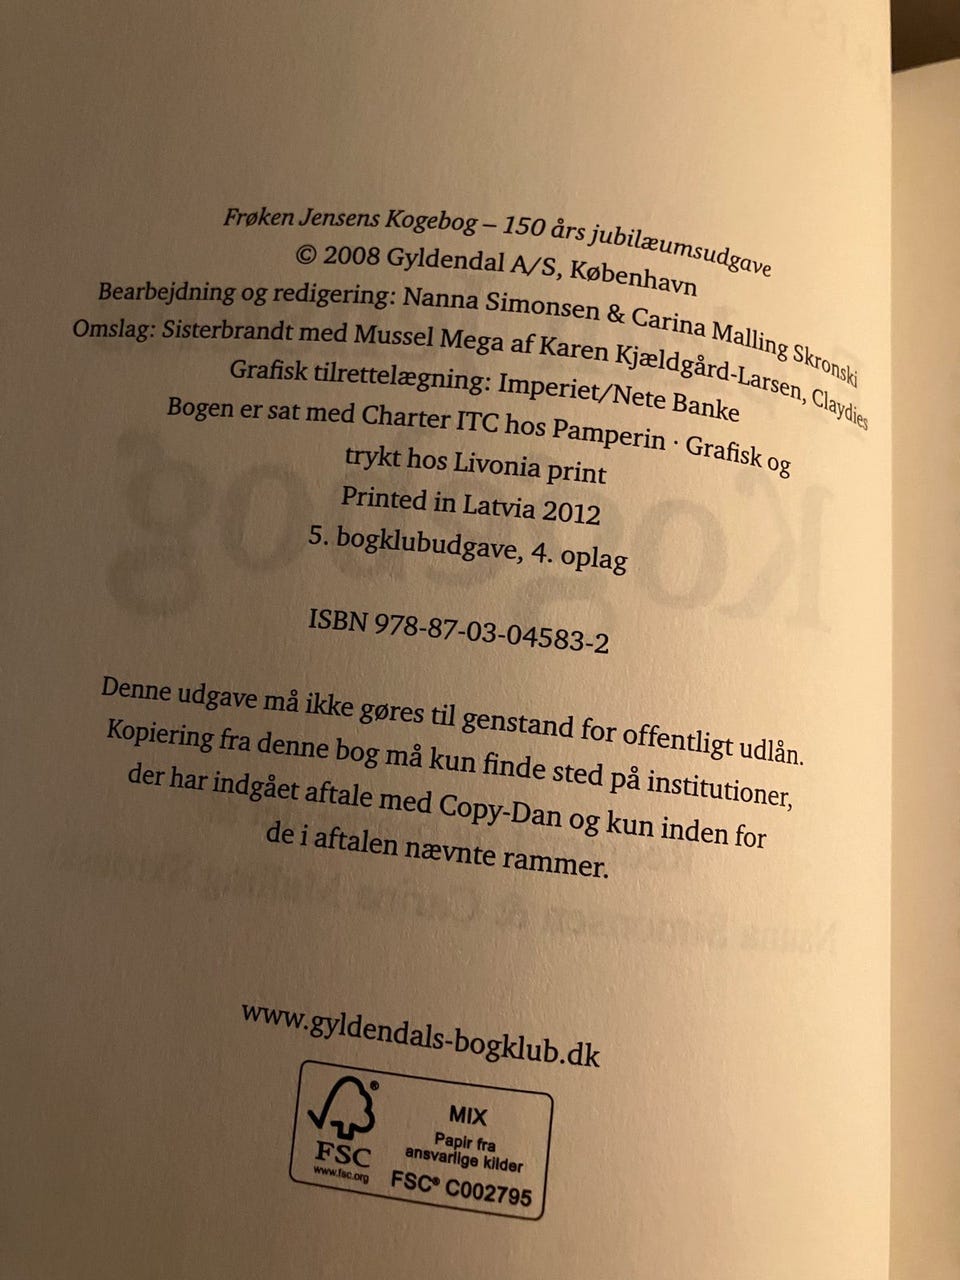 Frøken Jensens Kogebog – 150 års jubilæumsudgave
© 2008 Gyldendal A/S, København
Bearbejdning og redigering: Nanna Simonsen & Carina Malling Skronski
Omslag: Sisterbrandt med Mussel Mega af Karen Kjældgård-Larsen, Claydies
Grafisk tilrettelægning: Imperiet/Nete Banke
Bogen er sat med Charter ITC hos Pamperin · Grafisk og
trykt hos Livonia print
Printed in Latvia 2012
5. bogklubudgave, 4. oplag
ISBN 978-87-03-04583-2
Denne udgave må ikke gøres til genstand for offentligt udlån.
Kopiering fra denne bog må kun finde sted på institutioner,
der har indgået aftale med Copy-Dan og kun inden for
de i aftalen nævnte rammer.
www.gyldendals-bogklub.dk
FSC
www.fsc.org
MIX
Papir fra
ansvarlige kilder
FSC® C002795